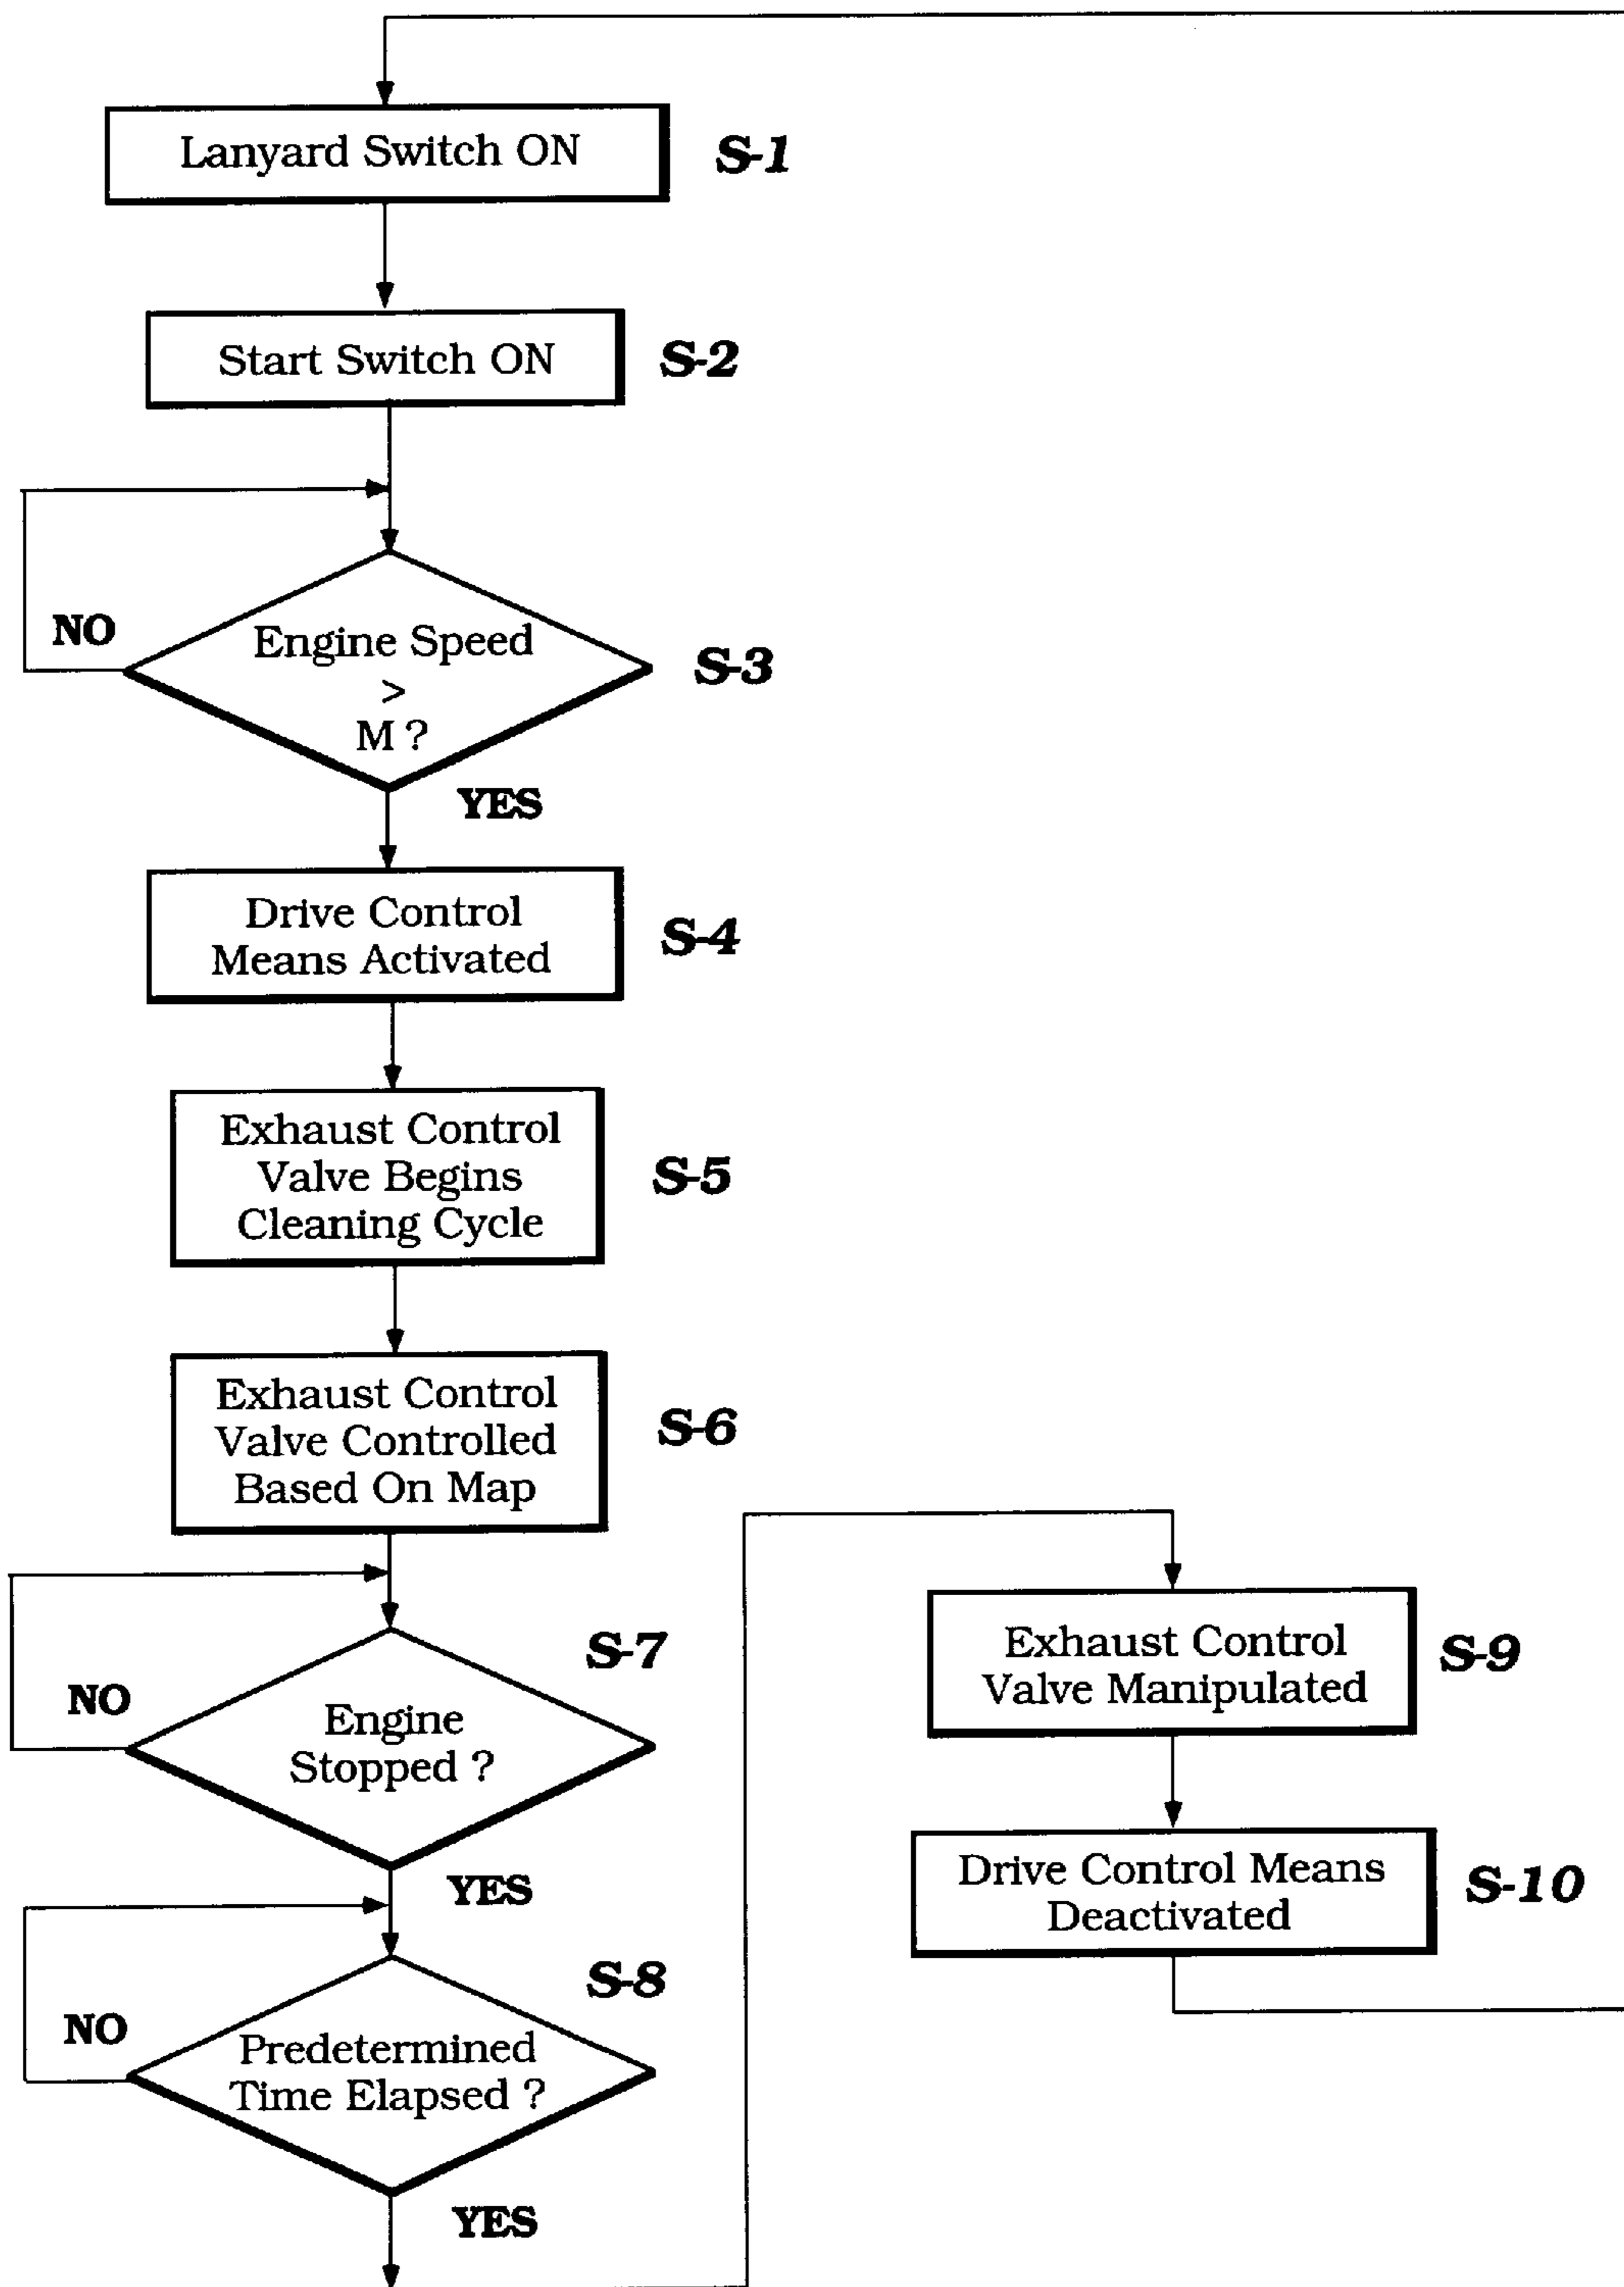 Lanyard Switch ON
S-1
Start Switch ON
S-2
NO
Engine Speed
>
M ?
S-3
YES
Drive Control
Means Activated
S-4
Exhaust Control
Valve Begins
Cleaning Cycle
S-5
Exhaust Control
Valve Controlled
Based On Map
S-6
S-7
NO
Engine
Stopped ?
YES
S-8
NO
Predetermined
Time Elapsed ?
YES
Exhaust Control
Valve Manipulated
S-9
Drive Control Means
Deactivated
S-10